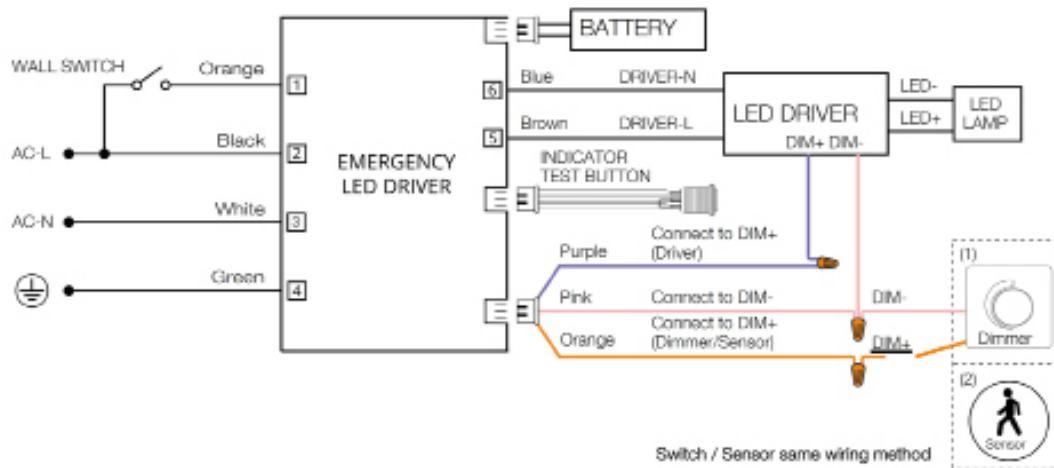 BATTERY
WALL SWITCH
Orange
1
6
Blue
DRIVER-N
LED DRIVER
LED-
LED+
LED
LAMP
AC-L
Black
2
5
Brown
DRIVER-L
DIM+ DIM-
EMERGENCY
LED DRIVER
INDICATOR
TEST BUTTON
AC-N
White
3
Purple
Connect to DIM+
(Driver)
Green
4
Pink
Connect to DIM-
DIM-
Orange
Connect to DIM+
(Dimmer/Sensor)
DIM+
(1)
Dimmer
(2)
Sensor
Switch / Sensor same wiring method